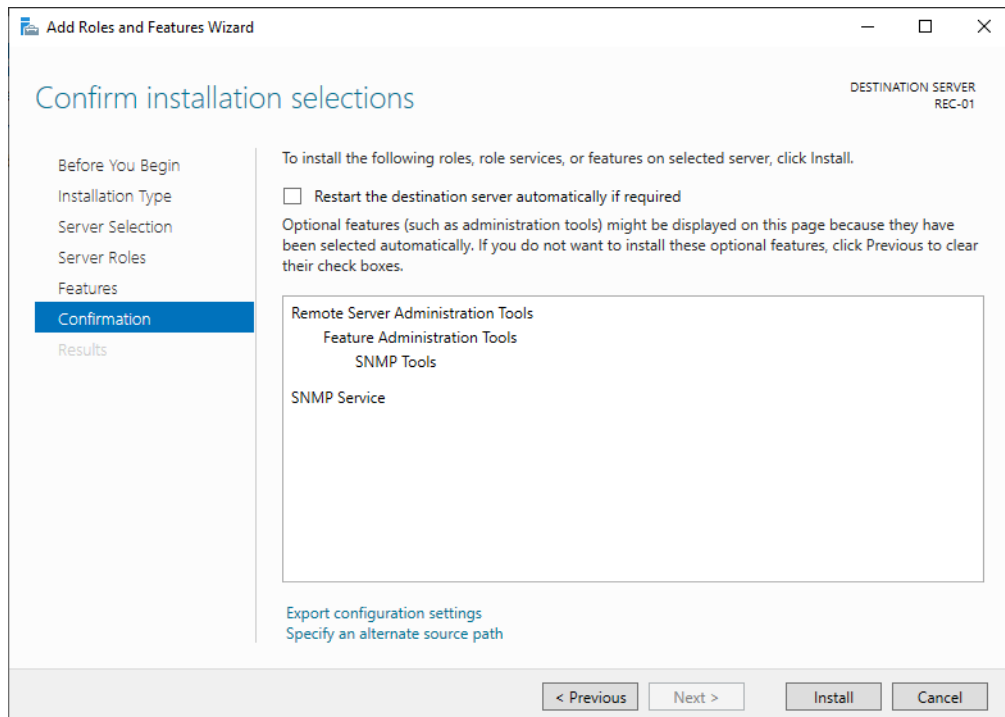 Add Roles and Features Wizard
Confirm installation selections
DESTINATION SERVER
REC-01
Before You Begin
Installation Type
Server Selection
Server Roles
Features
Confirmation
Results
To install the following roles, role services, or features on selected server, click Install.
Restart the destination server automatically if required
Optional features (such as administration tools) might be displayed on this page because they have
been selected automatically. If you do not want to install these optional features, click Previous to clear
their check boxes.
Remote Server Administration Tools
Feature Administration Tools
SNMP Tools
SNMP Service
Export configuration settings
Specify an alternate source path
< Previous
Next >
Install
Cancel